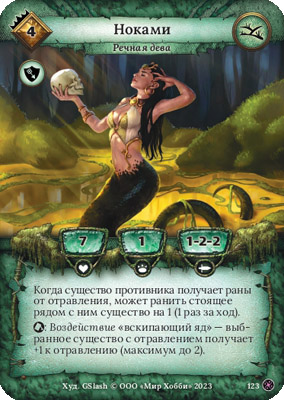 4
Ноками
Речная дева
7
1
1-2-2
Когда существо противника получает раны
от отравления, может ранить стоящее
рядом с ним существо на 1 (1 раз за ход).
: Воздействие «вскипающий яд» — выб-
ранное существо с отравлением получает
+1 к отравлению (максимум до 2).
Худ. GSlash © ООО «Мир Хобби» 2023
123